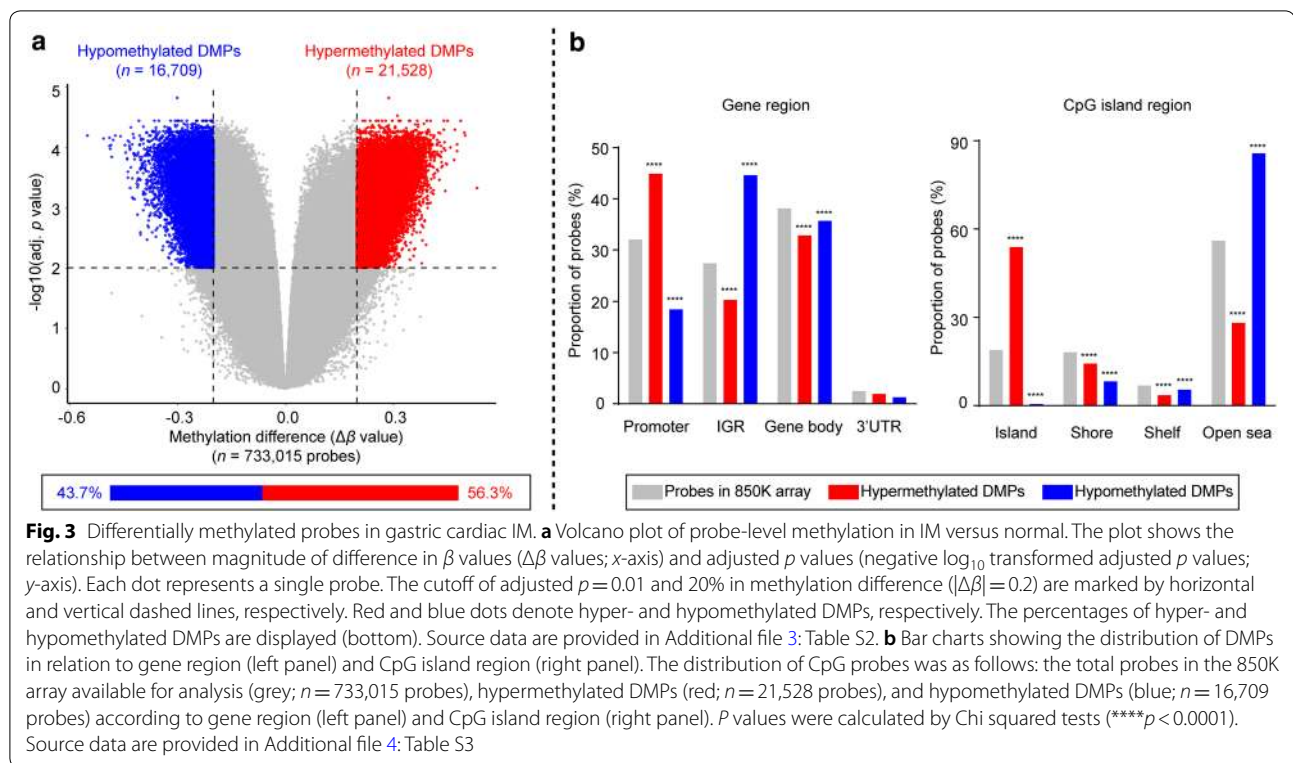 a
Hypomethylated DMPs
(n = 16,709)
Hypermethylated DMPs
(n = 21,528)
-log10(adj. p value)
5
4
3
2
1
0
-0.6
-0.3
0.0
0.3
Methylation difference (Δβ value)
(n = 733,015 probes)
43.7%
56.3%
b
Gene region
Proportion of probes (%)
50
40
30
20
10
0
**** **** **** **** **** ****
Promoter IGR Gene body 3'UTR
CpG island region
Proportion of probes (%)
90
60
30
0
**** **** **** **** **** **** **** ****
Island Shore Shelf Open sea
Probes in 850K array Hypermethylated DMPs Hypomethylated DMPs
Fig. 3 Differentially methylated probes in gastric cardiac IM. a Volcano plot of probe-level methylation in IM versus normal. The plot shows the
relationship between magnitude of difference in β values (Δβ values; x-axis) and adjusted p values (negative log10 transformed adjusted p values;
y-axis). Each dot represents a single probe. The cutoff of adjusted p = 0.01 and 20% in methylation difference (|Δβ| = 0.2) are marked by horizontal
and vertical dashed lines, respectively. Red and blue dots denote hyper- and hypomethylated DMPs, respectively. The percentages of hyper- and
hypomethylated DMPs are displayed (bottom). Source data are provided in Additional file 3: Table S2. b Bar charts showing the distribution of DMPs
in relation to gene region (left panel) and CpG island region (right panel). The distribution of CpG probes was as follows: the total probes in the 850K
array available for analysis (grey; n = 733,015 probes), hypermethylated DMPs (red; n = 21,528 probes), and hypomethylated DMPs (blue; n = 16,709
probes) according to gene region (left panel) and CpG island region (right panel). P values were calculated by Chi squared tests (****p < 0.0001).
Source data are provided in Additional file 4: Table S3